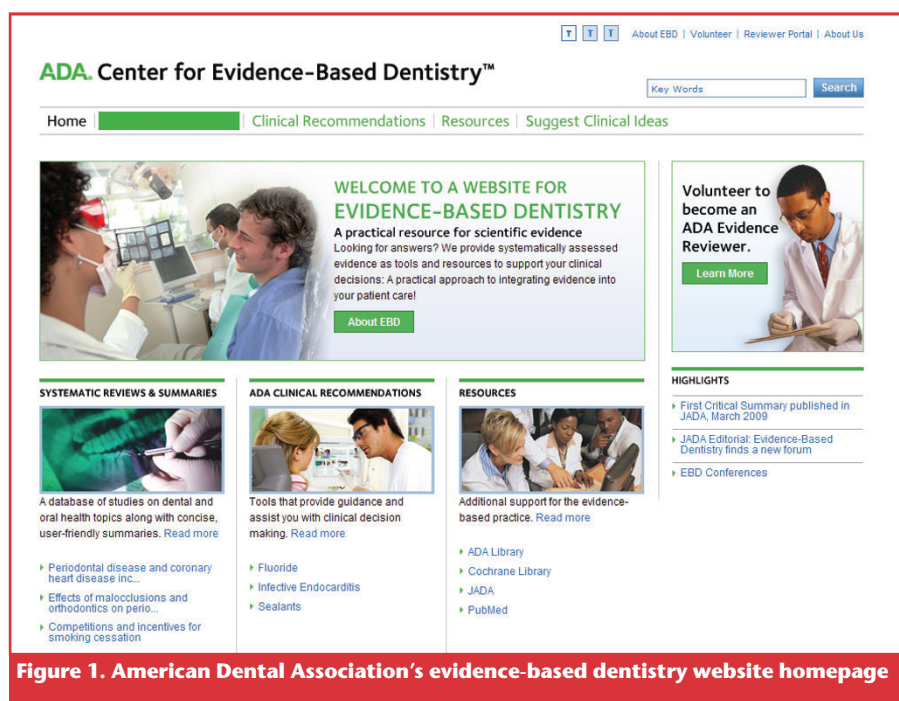 T T T About EBD | Volunteer | Reviewer Portal | About Us
ADA. Center for Evidence-Based Dentistry™
Key Words Search
Home | | Clinical Recommendations | Resources | Suggest Clinical Ideas
WELCOME TO A WEBSITE FOR
EVIDENCE-BASED DENTISTRY
A practical resource for scientific evidence
Looking for answers? We provide systematically assessed
evidence as tools and resources to support your clinical
decisions: A practical approach to integrating evidence into
your patient care!
About EBD
Volunteer to
become an
ADA Evidence
Reviewer.
Learn More
SYSTEMATIC REVIEWS & SUMMARIES
A database of studies on dental and
oral health topics along with concise,
user-friendly summaries. Read more
Periodontal disease and coronary
heart disease inc...
Effects of malocclusions and
orthodontics on perio...
Competitions and incentives for
smoking cessation
ADA CLINICAL RECOMMENDATIONS
Tools that provide guidance and
assist you with clinical decision
making. Read more
Fluoride
Infective Endocarditis
Sealants
RESOURCES
Additional support for the evidence-
based practice. Read more
ADA Library
Cochrane Library
JADA
PubMed
HIGHLIGHTS
First Critical Summary published in
JADA, March 2009
JADA Editorial: Evidence-Based
Dentistry finds a new forum
EBD Conferences
Figure 1. American Dental Association's evidence-based dentistry website homepage